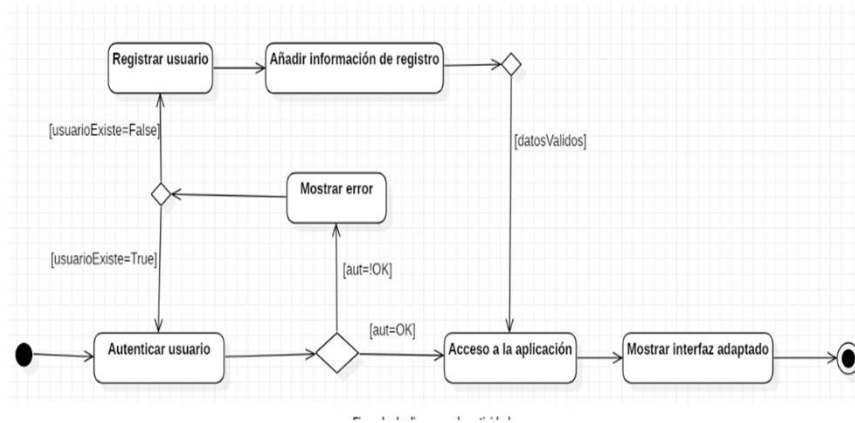 Registrar usuario
Añadir información de registro
[usuarioExiste=False]
[datosValidos]
Mostrar error
[usuarioExiste=True]
[aut=!OK]
[aut=OK]
Autenticar usuario
Acceso a la aplicación
Mostrar interfaz adaptado